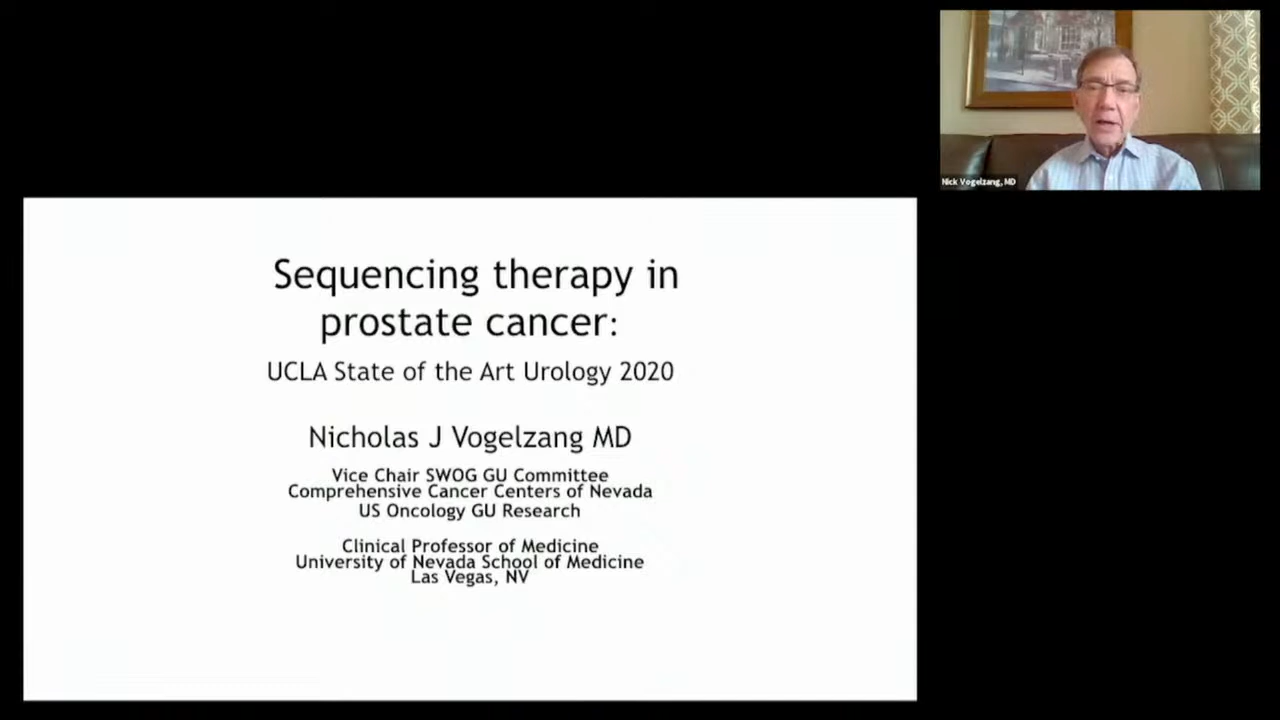 Nick Vogelzang, MD
Sequencing therapy in
prostate cancer:
UCLA State of the Art Urology 2020
Nicholas J Vogelzang MD
Vice Chair SWOG GU Committee
Comprehensive Cancer Centers of Nevada
US Oncology GU Research
Clinical Professor of Medicine
University of Nevada School of Medicine
Las Vegas, NV